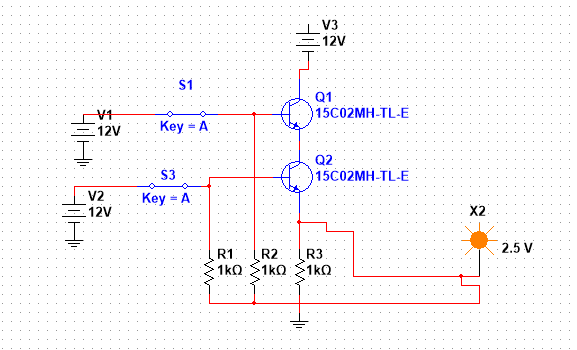 V3
12V
S1
Q1
15C02MH-TL-E
V1
12V
Key = A
Q2
15C02MH-TL-E
S3
V2
12V
Key = A
X2
2.5 V
R1
1kΩ
R2
1kΩ
R3
1kΩ